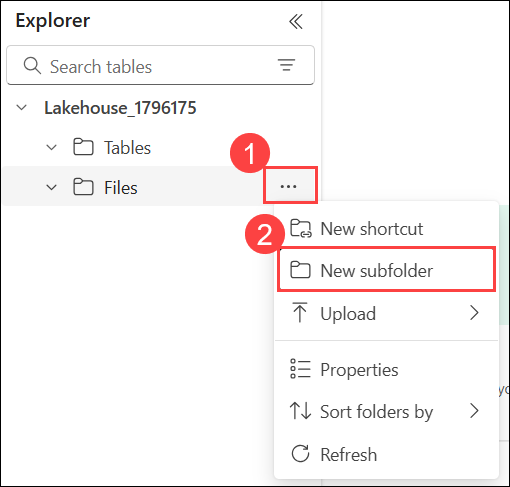 Explorer
Search tables
Lakehouse_1796175
Tables
1
Files
...
2
New shortcut
New subfolder
Upload
Properties
Sort folders by
Refresh